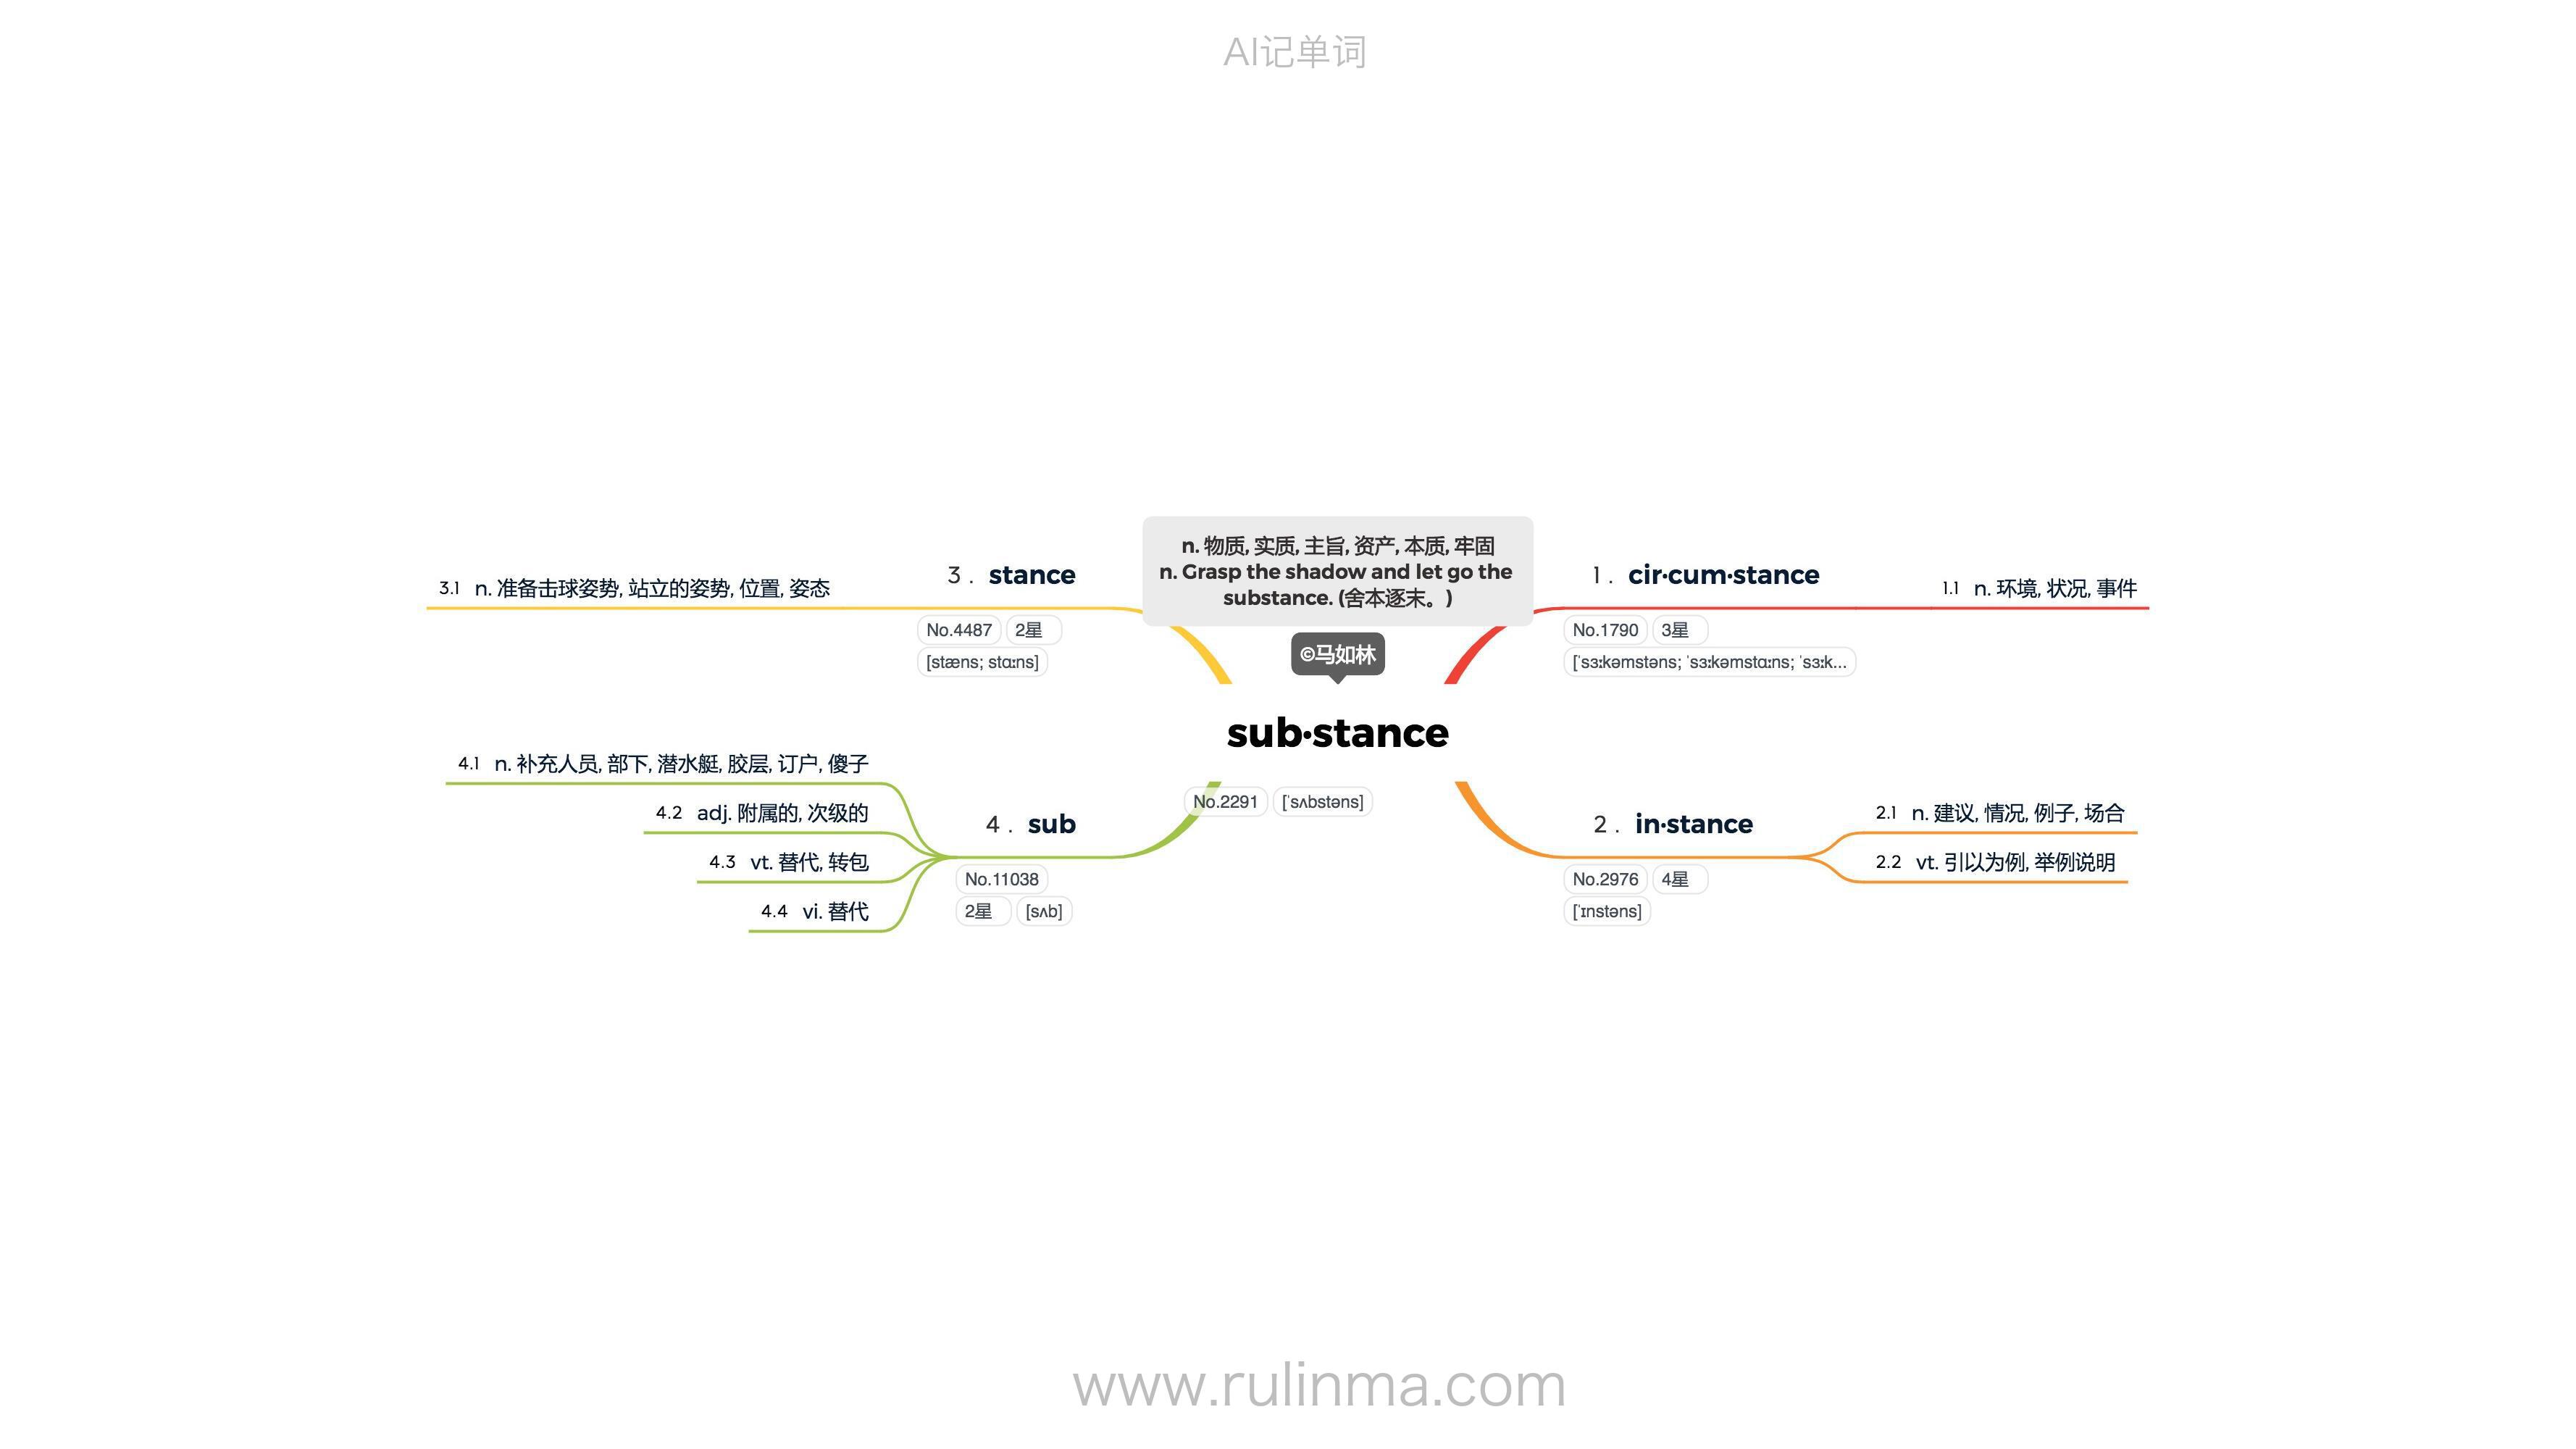 AI记单词
n. 物质, 实质, 主旨, 资产, 本质, 牢固
n. Grasp the shadow and let go the
substance. (舍本逐末。)
©马如林
sub·stance
No.2291 [ˈsʌbstəns]
1. cir·cum·stance
No.1790 3星
[ˈsɜːkəmstəns; ˈsɜːkəmstɑːns; ˈsɜːk...
1.1 n. 环境, 状况, 事件
2. in·stance
No.2976 4星
[ˈɪnstəns]
2.1 n. 建议, 情况, 例子, 场合
2.2 vt. 引以为例, 举例说明
3. stance
No.4487 2星
[stæns; stɑːns]
3.1 n. 准备击球姿势, 站立的姿势, 位置, 姿态
4. sub
No.11038
2星 [sʌb]
4.1 n. 补充人员, 部下, 潜水艇, 胶层, 订户, 傻子
4.2 adj. 附属的, 次级的
4.3 vt. 替代, 转包
4.4 vi. 替代
www.rulinma.com